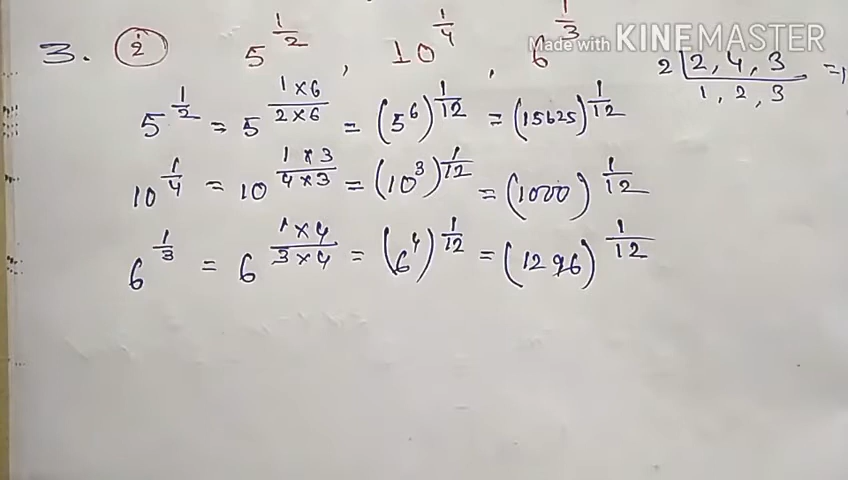 3. (i) 5^(1/2), 10^(1/4), 6^(1/3)
Made with KINEMASTER
2 | 2, 4, 3 =
1, 2, 3
5^(1/2) = 5^((1×6)/(2×6)) = (5^6)^(1/12) = (15625)^(1/12)
10^(1/4) = 10^((1×3)/(4×3)) = (10^3)^(1/12) = (1000)^(1/12)
6^(1/3) = 6^((1×4)/(3×4)) = (6^4)^(1/12) = (1296)^(1/12)